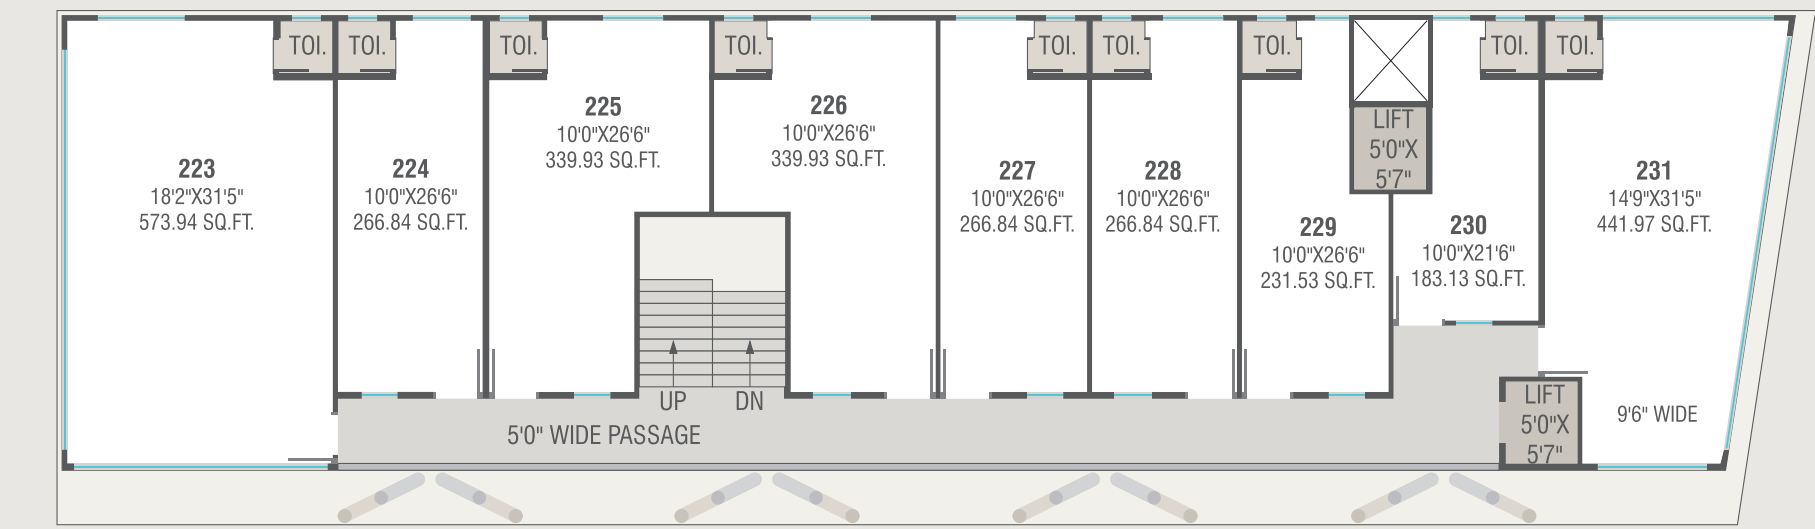 TOI.
TOI.
TOI.
TOI.
TOI.
TOI.
TOI.
TOI.
TOI.
223
18'2"X31'5"
573.94 SQ.FT.
224
10'0"X26'6"
266.84 SQ.FT.
225
10'0"X26'6"
339.93 SQ.FT.
226
10'0"X26'6"
339.93 SQ.FT.
227
10'0"X26'6"
266.84 SQ.FT.
228
10'0"X26'6"
266.84 SQ.FT.
229
10'0"X26'6"
231.53 SQ.FT.
LIFT
5'0"X
5'7"
230
10'0"X21'6"
183.13 SQ.FT.
231
14'9"X31'5"
441.97 SQ.FT.
UP
DN
5'0" WIDE PASSAGE
LIFT
5'0"X
5'7"
9'6" WIDE